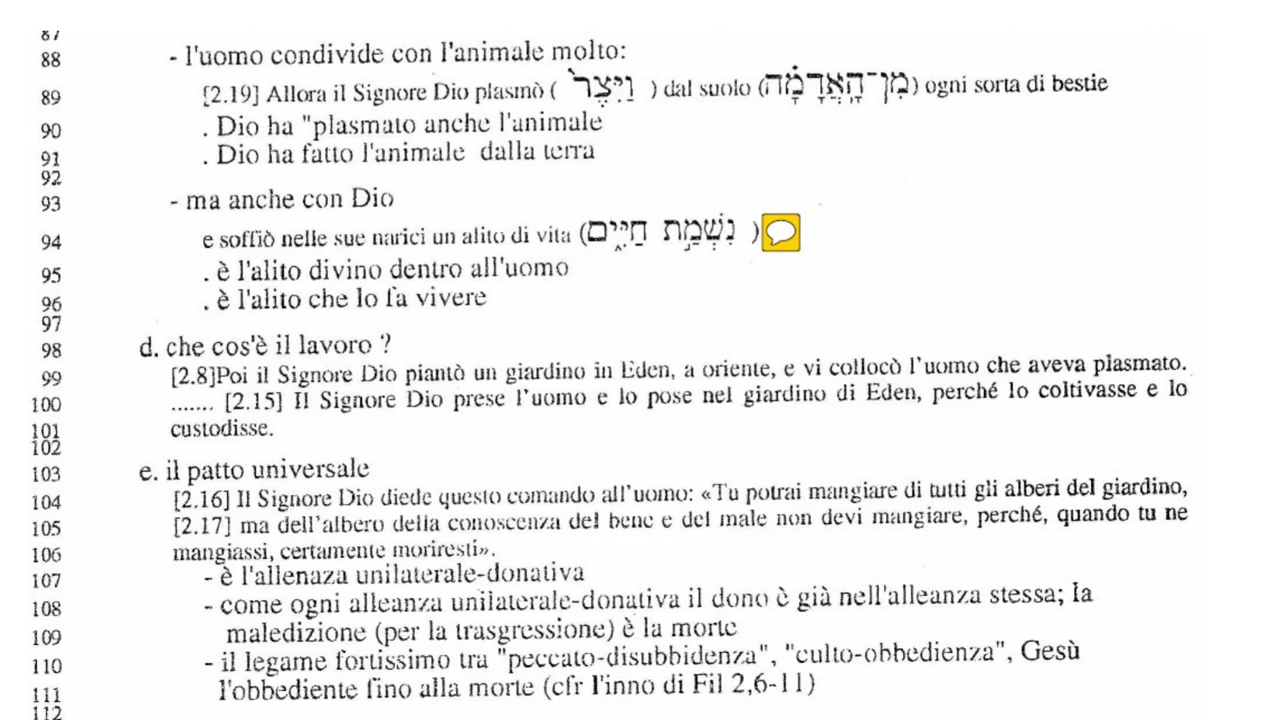 87
88 - l'uomo condivide con l'animale molto:
89 [2.19] Allora il Signore Dio plasmò ( וַיִּצֶר֩ ) dal suolo (מִן־הָֽאֲדָמָ֗ה) ogni sorta di bestie
90 . Dio ha "plasmato anche l'animale
91 . Dio ha fatto l'animale dalla terra
92
93 - ma anche con Dio
94 e soffiò nelle sue narici un alito di vita (נִשְׁמַ֣ת חַיִּ֑ים )
95 . è l'alito divino dentro all'uomo
96 . è l'alito che lo fa vivere
97
98 d. che cos'è il lavoro ?
99 [2.8]Poi il Signore Dio piantò un giardino in Eden, a oriente, e vi collocò l'uomo che aveva plasmato.
100 ....... [2.15] Il Signore Dio prese l'uomo e lo pose nel giardino di Eden, perché lo coltivasse e lo
101 custodisse.
102
103 e. il patto universale
104 [2.16] Il Signore Dio diede questo comando all'uomo: «Tu potrai mangiare di tutti gli alberi del giardino,
105 [2.17] ma dell'albero della conoscenza del bene e del male non devi mangiare, perché, quando tu ne
106 mangiassi, certamente moriresti».
107 - è l'allenaza unilaterale-donativa
108 - come ogni alleanza unilaterale-donativa il dono è già nell'alleanza stessa; la
109 maledizione (per la trasgressione) è la morte
110 - il legame fortissimo tra "peccato-disubbidenza", "culto-obbedienza", Gesù
111 l'obbediente fino alla morte (cfr l'inno di Fil 2,6-11)
112